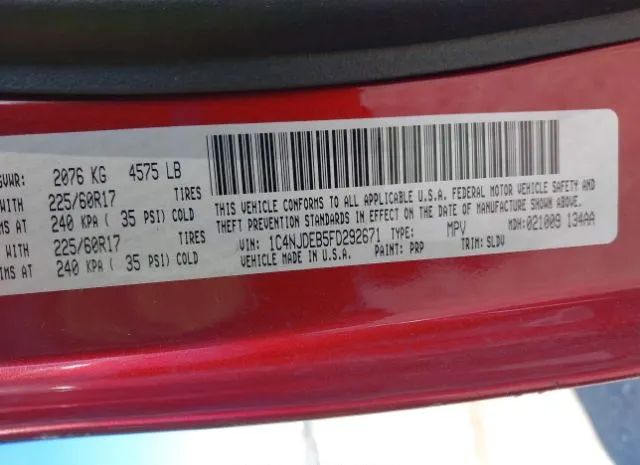 GVWR: 2076 KG 4575 LB
WITH 225/60R17 TIRES
IMS AT 240 KPA ( 35 PSI) COLD
WITH 225/60R17 TIRES
IMS AT 240 KPA ( 35 PSI) COLD
THIS VEHICLE CONFORMS TO ALL APPLICABLE U.S.A. FEDERAL MOTOR VEHICLE SAFETY AND
THEFT PREVENTION STANDARDS IN EFFECT ON THE DATE OF MANUFACTURE SHOWN ABOVE.
VIN: 1C4NJDEB5FD292671 TYPE: MPV MDH:021009 134AA
VEHICLE MADE IN U.S.A. PAINT: PRP TRIM: SLDV